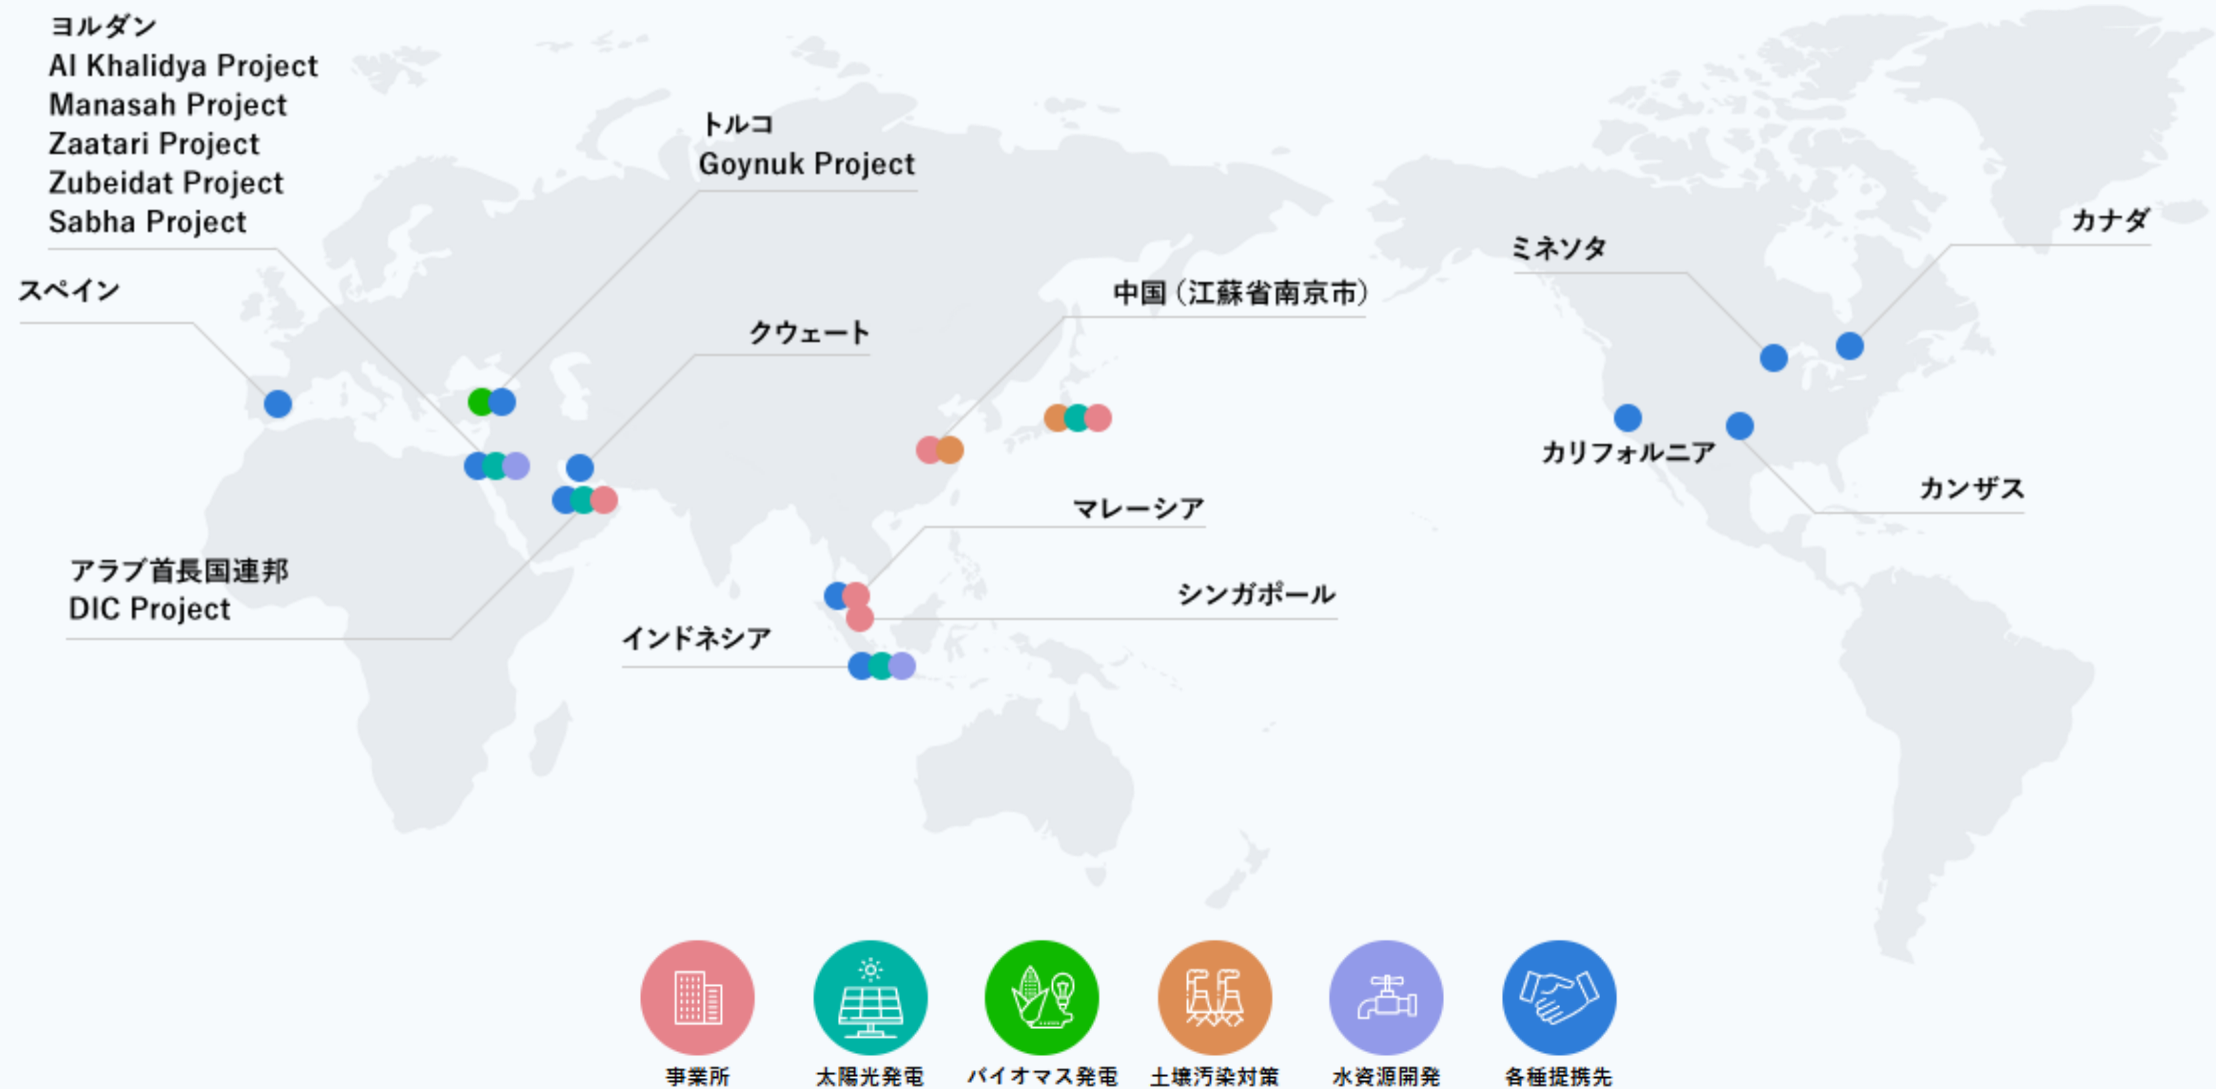 ヨルダン
Al Khalidya Project
Manasah Project
Zaatari Project
Zubeidat Project
Sabha Project
トルコ
Goynuk Project
スペイン
クウェート
中国（江蘇省南京市）
ミネソタ
カナダ
カリフォルニア
カンザス
マレーシア
シンガポール
アラブ首長国連邦
DIC Project
インドネシア
事業所
太陽光発電
バイオマス発電
土壌汚染対策
水資源開発
各種提携先